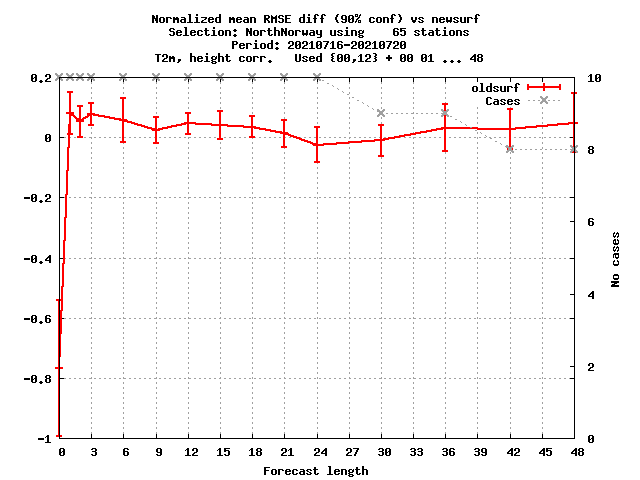 Normalized mean RMSE diff (90% conf) vs newsurf
Selection: NorthNorway using    65 stations
Period: 20210716-20210720
T2m, height corr.   Used {00,12} + 00 01 ... 48
oldsurf
Cases
0.2
0
-0.2
-0.4
-0.6
-0.8
-1
10
8
6
4
2
0
No cases
0 3 6 9 12 15 18 21 24 27 30 33 36 39 42 45 48
Forecast length